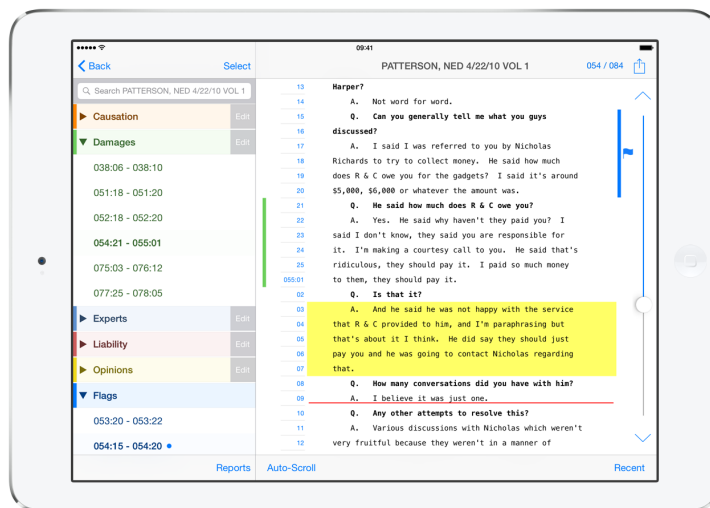 09:41
Back
Select
PATTERSON, NED 4/22/10 VOL 1
054 / 084
Search PATTERSON, NED 4/22/10 VOL 1
Causation Edit
Damages Edit
038:06 - 038:10
051:18 - 051:20
052:18 - 052:20
054:21 - 055:01
075:03 - 076:12
077:25 - 078:05
Experts Edit
Liability Edit
Opinions Edit
Flags
053:20 - 053:22
054:15 - 054:20
Reports
13 Harper?
14 A. Not word for word.
15 Q. Can you generally tell me what you guys
16 discussed?
17 A. I said I was referred to you by Nicholas
18 Richards to try to collect money. He said how much
19 does R & C owe you for the gadgets? I said it's around
20 $5,000, $6,000 or whatever the amount was.
21 Q. He said how much does R & C owe you?
22 A. Yes. He said why haven't they paid you? I
23 said I don't know, they said you are responsible for
24 it. I'm making a courtesy call to you. He said that's
25 ridiculous, they should pay it. I paid so much money
055:01 to them, they should pay it.
02 Q. Is that it?
03 A. And he said he was not happy with the service
04 that R & C provided to him, and I'm paraphrasing but
05 that's about it I think. He did say they should just
06 pay you and he was going to contact Nicholas regarding
07 that.
08 Q. How many conversations did you have with him?
09 A. I believe it was just one.
10 Q. Any other attempts to resolve this?
11 A. Various discussions with Nicholas which weren't
12 very fruitful because they weren't in a manner of
Auto-Scroll
Recent